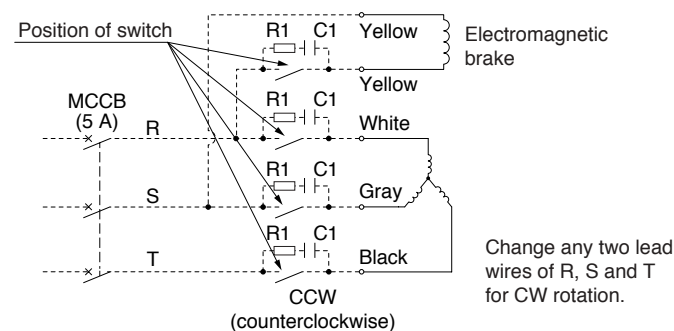 Position of switch
R1 C1
Yellow
Yellow
Electromagnetic
brake
MCCB
(5 A)
R
R1 C1
White
S
R1 C1
Gray
T
R1 C1
Black
CCW
(counterclockwise)
Change any two lead
wires of R, S and T
for CW rotation.